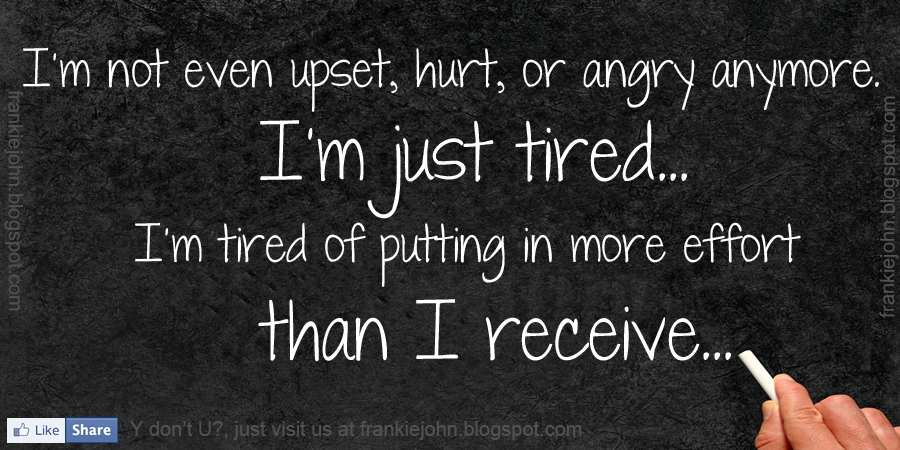 I'm not even upset, hurt, or angry anymore.
I'm just tired...
I'm tired of putting in more effort
than I receive...
frankiejohn.blogspot.com
frankiejohn.blogspot.com
Like Share Y don't U?, just visit us at frankiejohn.blogspot.com